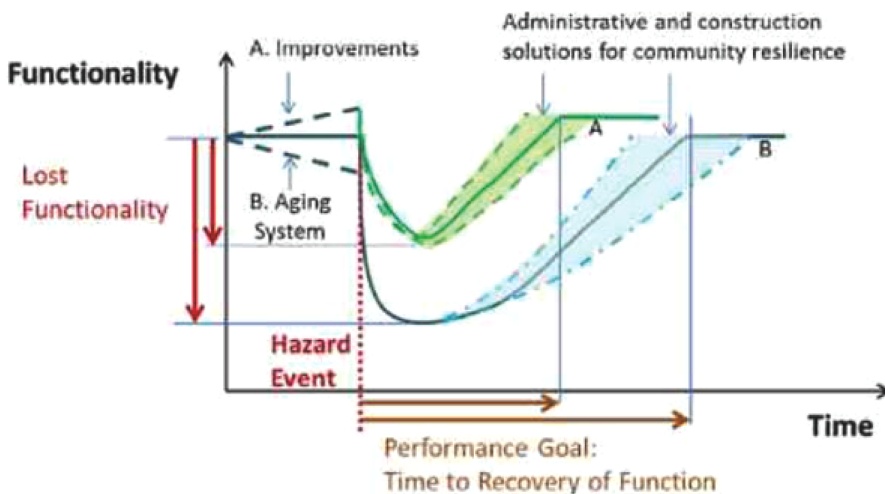 Administrative and construction
solutions for community resilience
A. Improvements
Functionality
A
B
Lost
Functionality
B. Aging
System
Hazard
Event
Time
Performance Goal:
Time to Recovery of Function